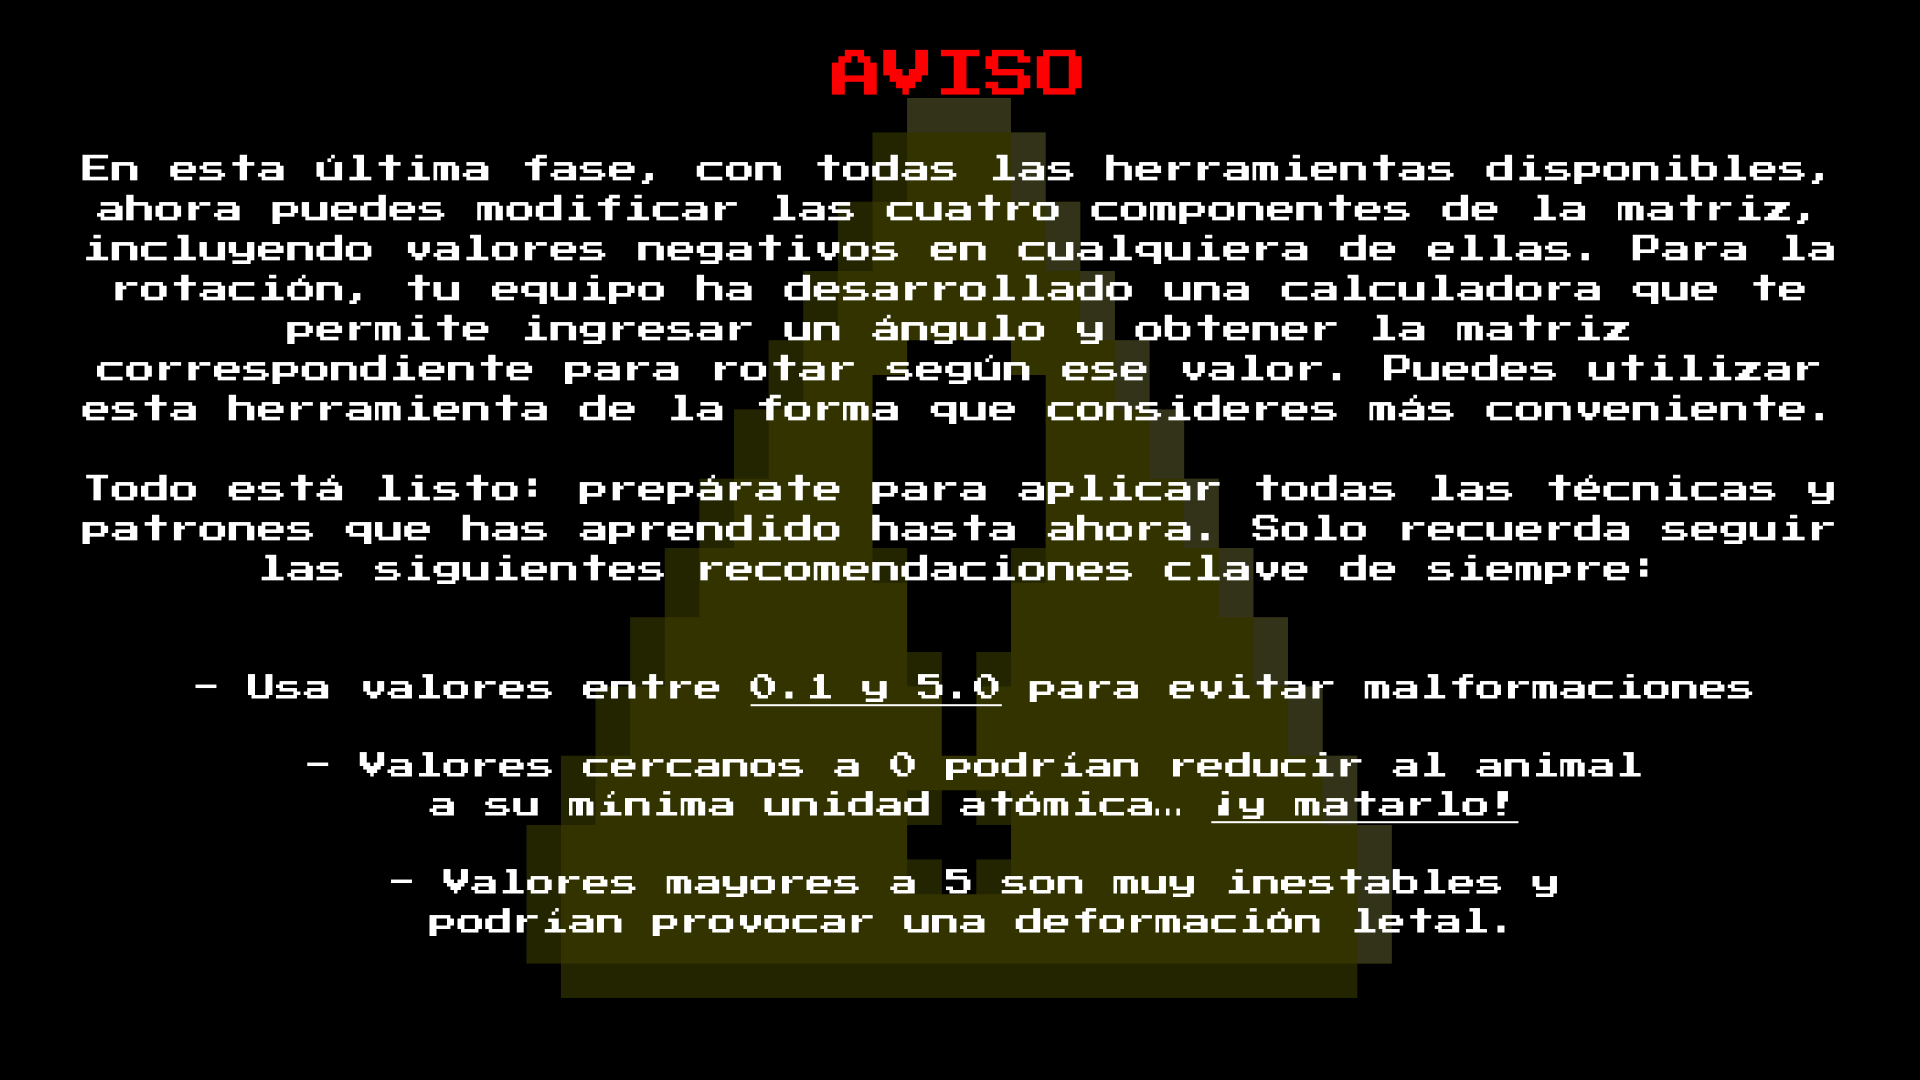 AVISO
En esta última fase, con todas las herramientas disponibles,
ahora puedes modificar las cuatro componentes de la matriz,
incluyendo valores negativos en cualquiera de ellas. Para la
rotación, tu equipo ha desarrollado una calculadora que te
permite ingresar un ángulo y obtener la matriz
correspondiente para rotar según ese valor. Puedes utilizar
esta herramienta de la forma que consideres más conveniente.
Todo está listo: prepárate para aplicar todas las técnicas y
patrones que has aprendido hasta ahora. Solo recuerda seguir
las siguientes recomendaciones clave de siempre:
- Usa valores entre 0.1 y 5.0 para evitar malformaciones
- Valores cercanos a 0 podrían reducir al animal
a su mínima unidad atómica… ¡y matarlo!
- Valores mayores a 5 son muy inestables y
podrían provocar una deformación letal.